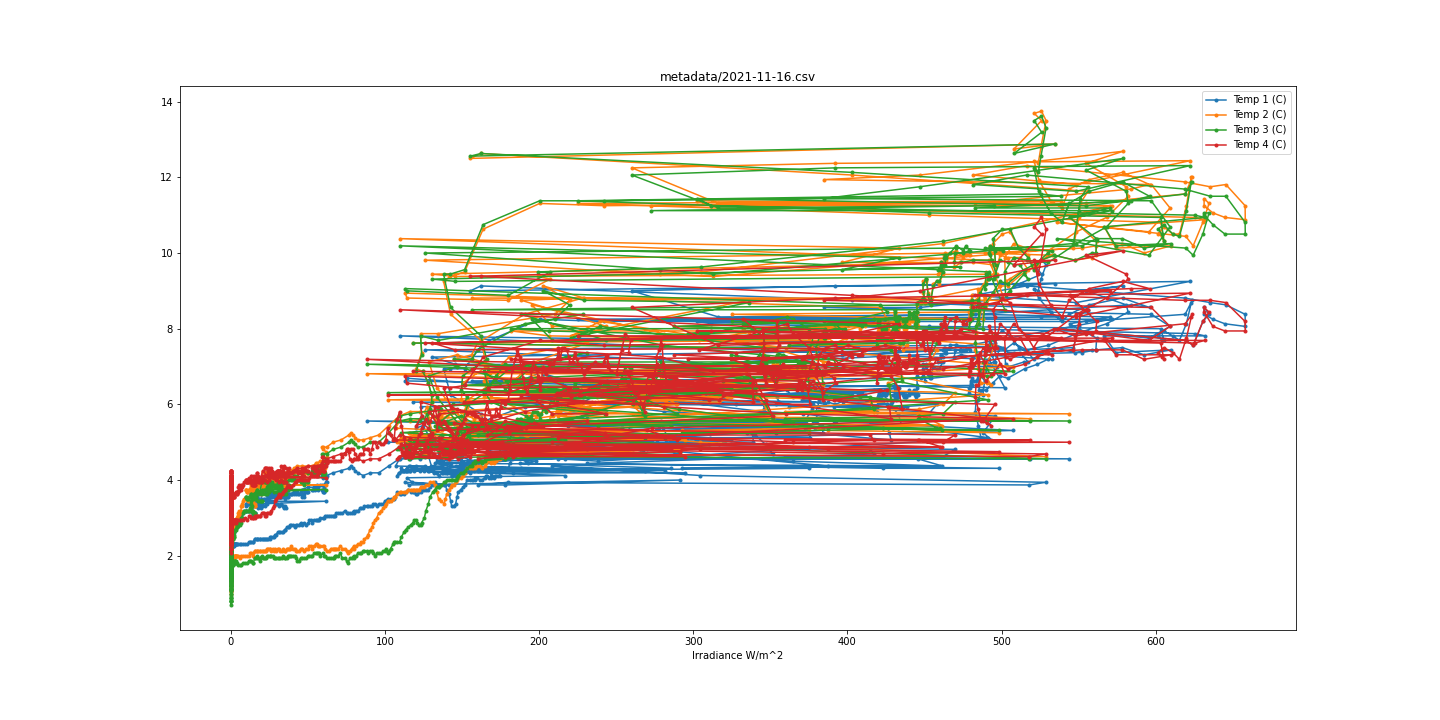 metadata/2021-11-16.csv
Temp 1 (C)
Temp 2 (C)
Temp 3 (C)
Temp 4 (C)
14
12
10
8
6
4
2
0 100 200 300 400 500 600
Irradiance W/m^2